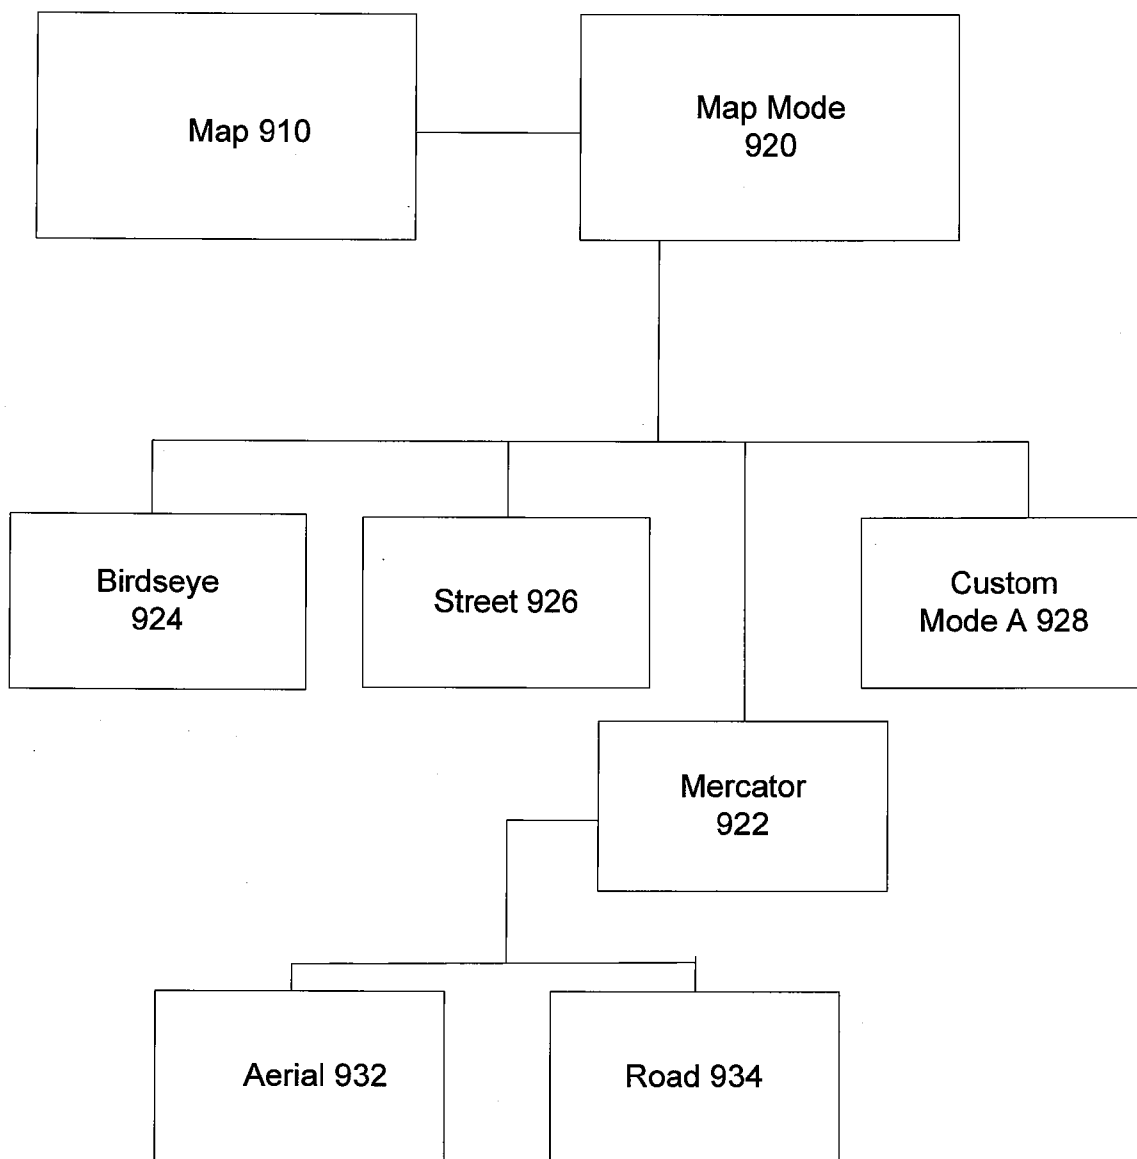 Map 910
Map Mode
920
Birdseye
924
Street 926
Custom
Mode A 928
Mercator
922
Aerial 932
Road 934